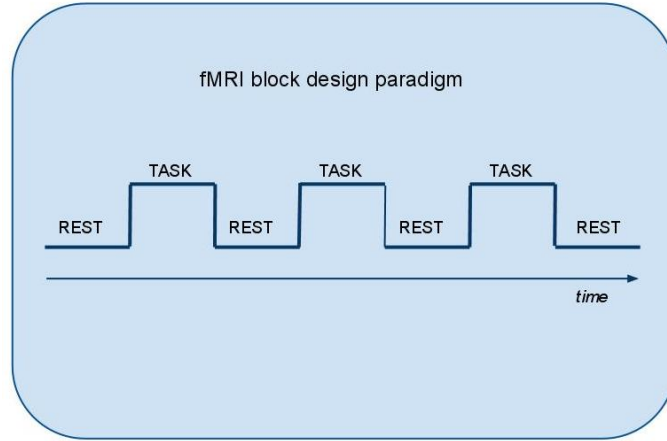 fMRI block design paradigm
TASK TASK TASK
REST REST REST REST
time